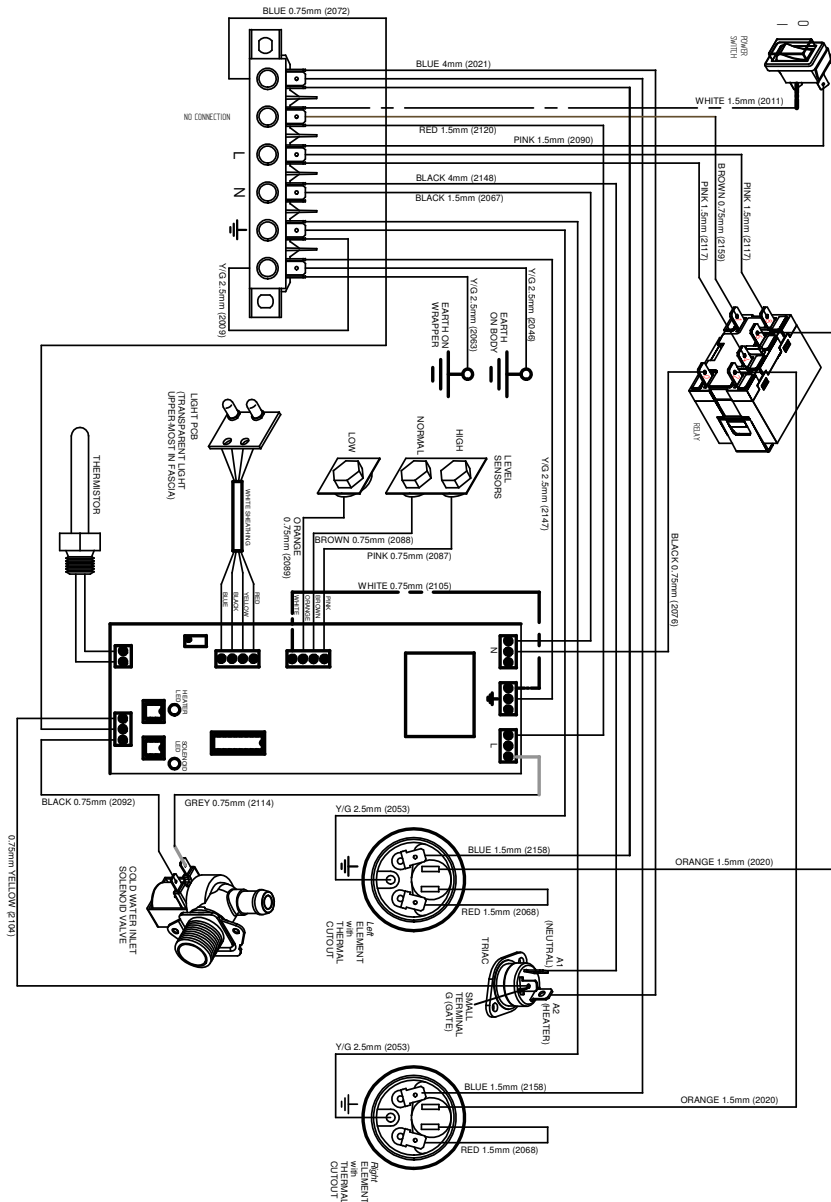 BLUE 0.75mm (2072)
BLUE 4mm (2021)
I O
POWER
SWITCH
WHITE 1.5mm (2011)
NO CONNECTION
RED 1.5mm (2120)
PINK 1.5mm (2090)
L
BLACK 4mm (2148)
N
BLACK 1.5mm (2067)
PINK 1.5mm (2117)
BROWN 0.75mm (2159)
PINK 1.5mm (2117)
RELAY
Y/G 2.5mm (2009)
Y/G 2.5mm (2063)
EARTH ON
WRAPPER
Y/G 2.5mm (2046)
EARTH
ON BODY
LIGHT PCB
(TRANSPARENT LIGHT
UPPER-MOST IN FASCIA)
WHITE SHEATHING
THERMISTOR
LOW
NORMAL
HIGH
LEVEL
SENSORS
ORANGE
0.75mm (2089)
BROWN 0.75mm (2088)
PINK 0.75mm (2087)
Y/G 2.5mm (2147)
BLACK 0.75mm (2076)
WHITE 0.75mm (2105)
BLUE
BLACK
YELLOW
RED
WHITE
ORANGE
BROWN
PINK
N
L
HEATER
LED
SOLENOID
LED
BLACK 0.75mm (2092)
GREY 0.75mm (2114)
0.75mm YELLOW (2104)
COLD WATER INLET
SOLENOID VALVE
Y/G 2.5mm (2053)
BLUE 1.5mm (2158)
ORANGE 1.5mm (2020)
RED 1.5mm (2068)
Left
ELEMENT
with
THERMAL
CUTOUT
A1
(NEUTRAL)
TRIAC
A2
(HEATER)
SMALL
TERMINAL
G (GATE)
Y/G 2.5mm (2053)
BLUE 1.5mm (2158)
ORANGE 1.5mm (2020)
RED 1.5mm (2068)
Right
ELEMENT
with
THERMAL
CUTOUT